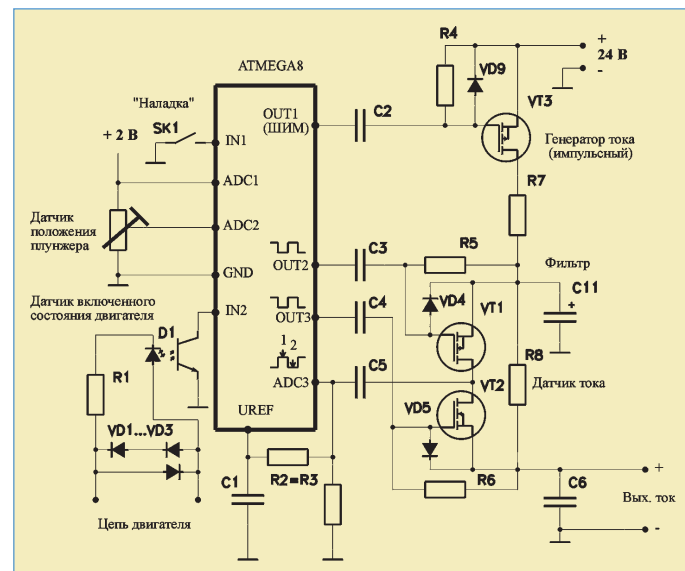 R4
+
24 В
-
ATMEGA8
VD9
VT3
"Наладка"
OUT1
(ШИМ)
C2
Генератор тока
(импульсный)
SK1
IN1
+ 2 В
ADC1
R7
Датчик
положения
плунжера
ADC2
C3
R5
Фильтр
OUT2
GND
C4
VD4
VT1
C11
+
Датчик включенного
состояния двигателя
IN2
OUT3
D1
1 2
C5
R8
R1
ADC3
VT2
Датчик тока
UREF
VD5
VD1...VD3
C1
R2=R3
R6
C6
+
Вых. ток
-
Цепь двигателя